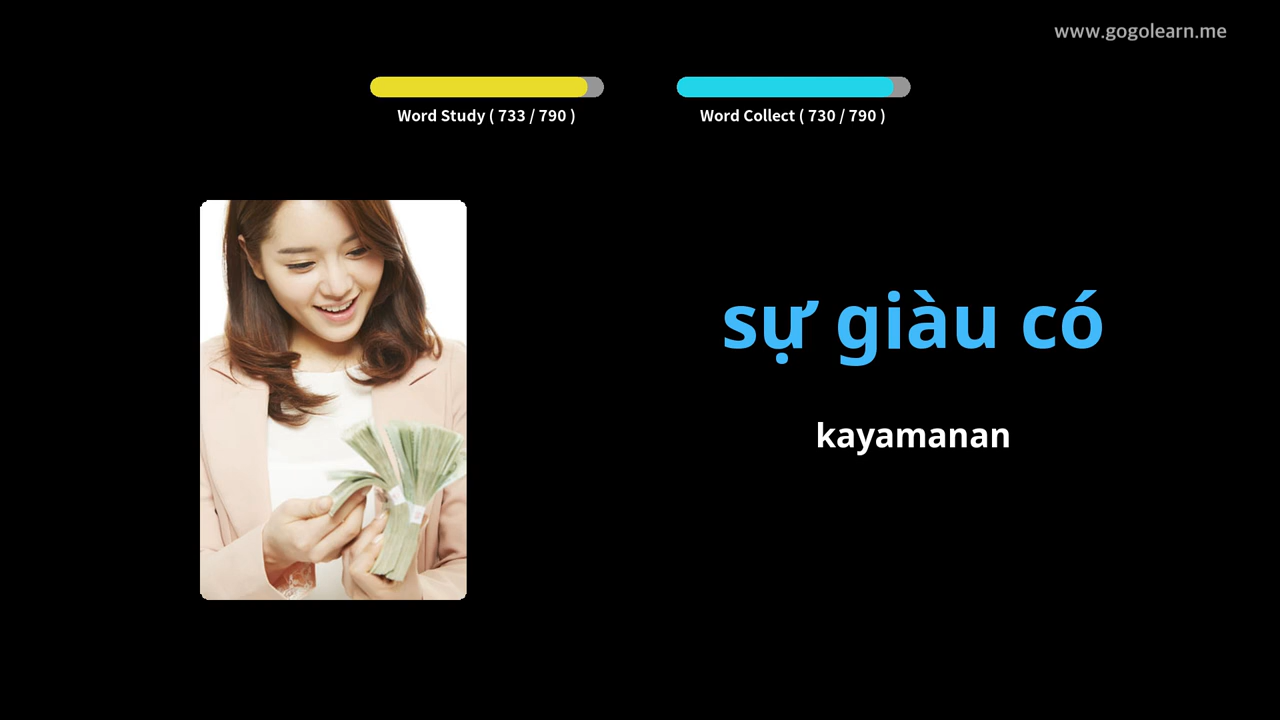 www.gogolearn.me
Word Study ( 733 / 790 )
Word Collect ( 730 / 790 )
sự giàu có
kayamanan